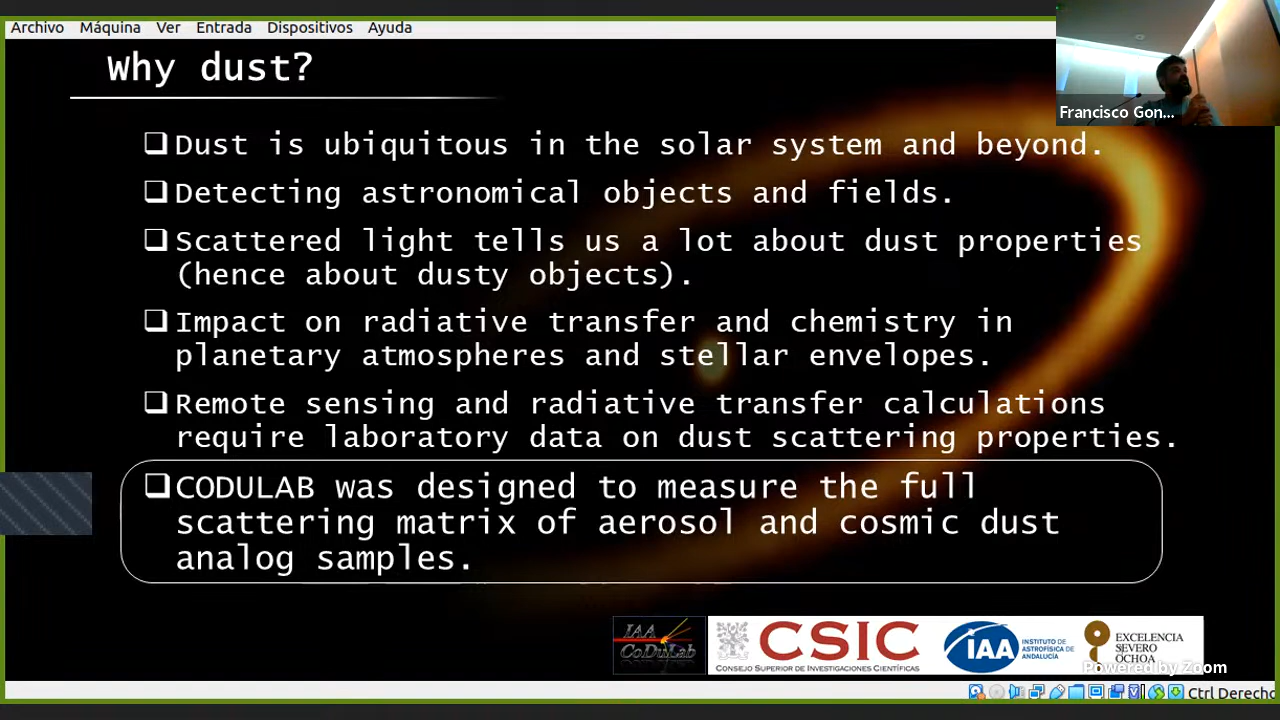 Archivo Máquina Ver Entrada Dispositivos Ayuda
Why dust?
Francisco Gon...
Dust is ubiquitous in the solar system and beyond.
Detecting astronomical objects and fields.
Scattered light tells us a lot about dust properties
(hence about dusty objects).
Impact on radiative transfer and chemistry in
planetary atmospheres and stellar envelopes.
Remote sensing and radiative transfer calculations
require laboratory data on dust scattering properties.
CODULAB was designed to measure the full
scattering matrix of aerosol and cosmic dust
analog samples.
IAA
CoDuLab
CSIC
CONSEJO SUPERIOR DE INVESTIGACIONES CIENTÍFICAS
IAA
INSTITUTO DE
ASTROFÍSICA DE
ANDALUCÍA
EXCELENCIA
SEVERO
OCHOA
Powered by Zoom
Ctrl Derecho